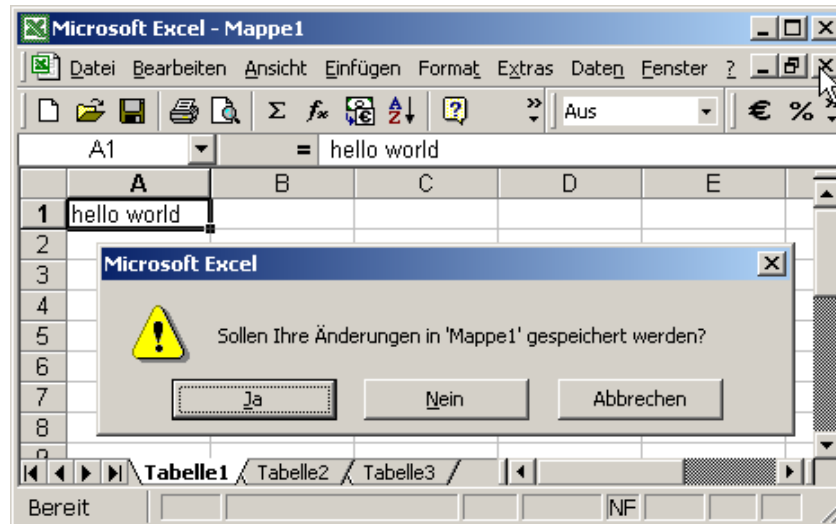 Microsoft Excel - Mappe1
Datei Bearbeiten Ansicht Einfügen Format Extras Daten Fenster ?
Σ fx € A Z ? » Aus € % »
A1 = hello world
A B C D E
1 hello world
2
3
4
5
6
7
8
9
Microsoft Excel
Sollen Ihre Änderungen in 'Mappe1' gespeichert werden?
Ja Nein Abbrechen
Tabelle1 Tabelle2 Tabelle3
Bereit NF